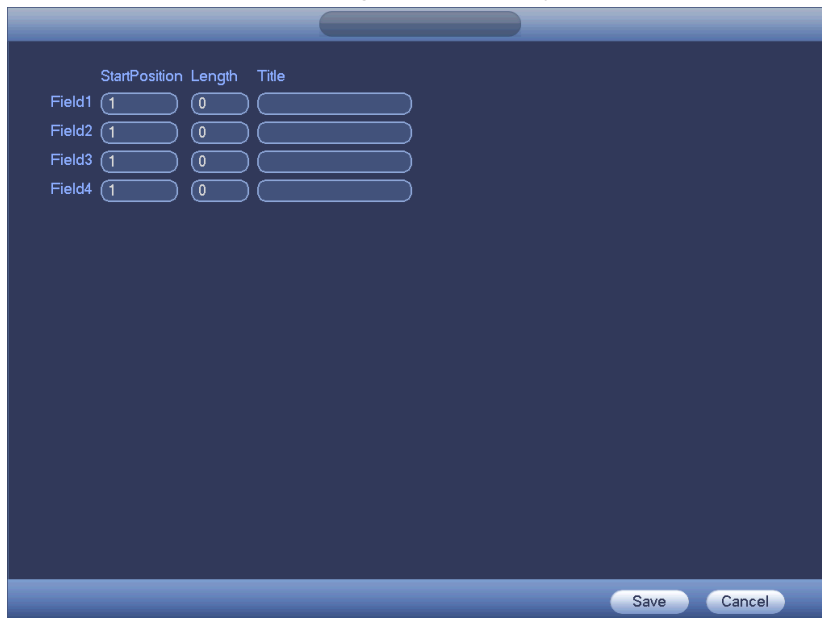 StartPosition Length Title
Field1 1 0
Field2 1 0
Field3 1 0
Field4 1 0
Save Cancel